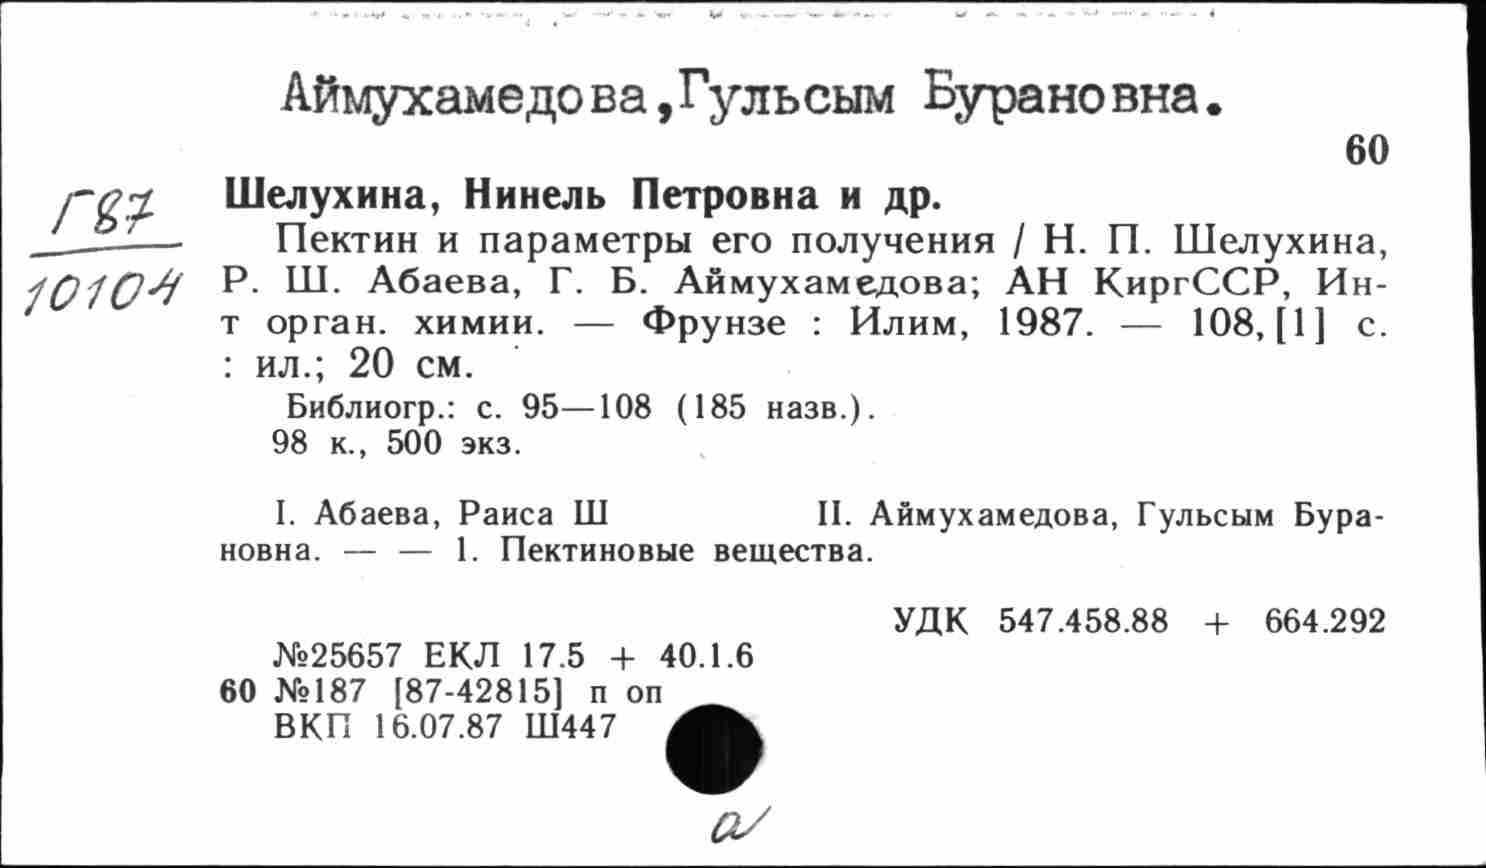 Аймухамедова,Гульсым Бурановна.
60
Г87
10104
Шелухина, Нинель Петровна и др.
Пектин и параметры его получения / Н. П. Шелухина,
Р. Ш. Абаева, Г. Б. Аймухамедова; АН КиргССР, Ин-
т орган. химии. — Фрунзе : Илим, 1987. — 108, [1] с.
: ил.; 20 см.
Библиогр.: с. 95—108 (185 назв.).
98 к., 500 экз.
I. Абаева, Раиса Ш II. Аймухамедова, Гульсым Бура-
новна. — — 1. Пектиновые вещества.
УДК 547.458.88 + 664.292
№25657 ЕКЛ 17.5 + 40.1.6
60 №187 [87-42815] п оп
ВКП 16.07.87 Ш447
а